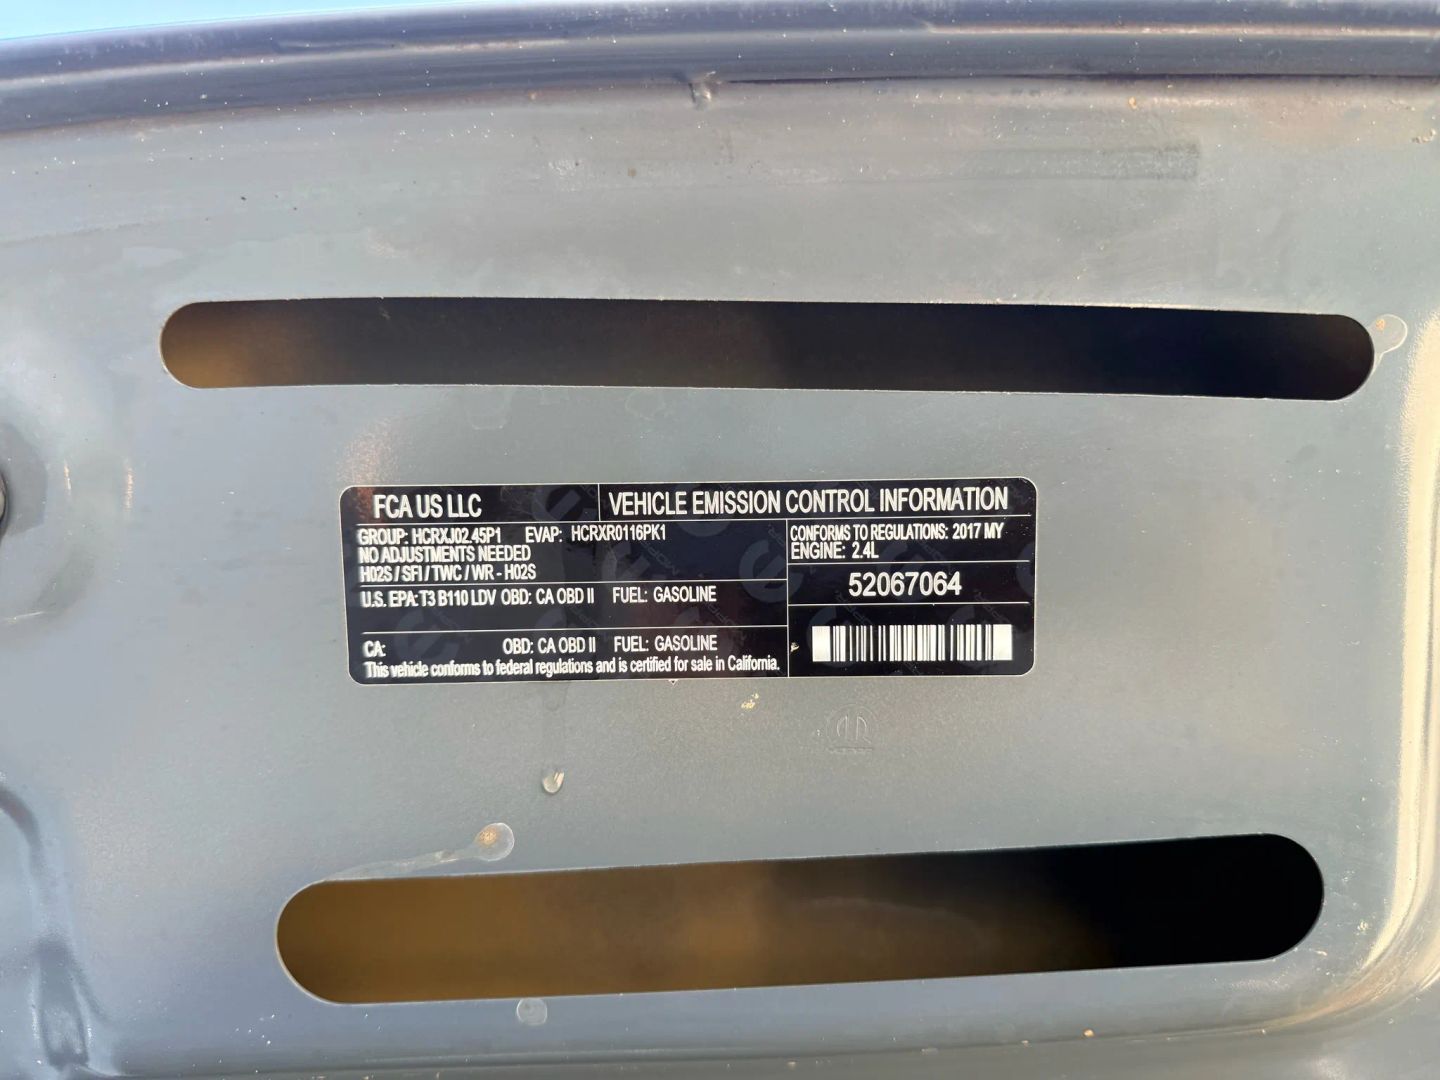 FCA US LLC
VEHICLE EMISSION CONTROL INFORMATION
GROUP: HCRXJ02.45P1 EVAP: HCRXR0116PK1
NO ADJUSTMENTS NEEDED
H02S / SFI / TWC / WR - H02S
U.S. EPA: T3 B110 LDV OBD: CA OBD II FUEL: GASOLINE
CA: OBD: CA OBD II FUEL: GASOLINE
This vehicle conforms to federal regulations and is certified for sale in California.
CONFORMS TO REGULATIONS: 2017 MY
ENGINE: 2.4L
52067064